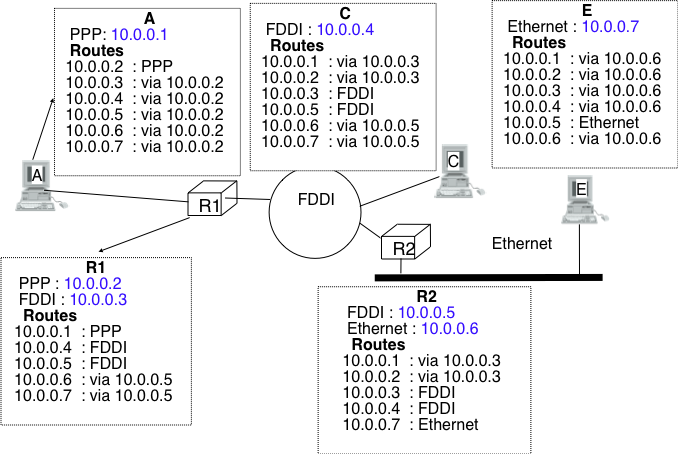 A
PPP: 10.0.0.1
Routes
10.0.0.2 : PPP
10.0.0.3 : via 10.0.0.2
10.0.0.4 : via 10.0.0.2
10.0.0.5 : via 10.0.0.2
10.0.0.6 : via 10.0.0.2
10.0.0.7 : via 10.0.0.2
C
FDDI : 10.0.0.4
Routes
10.0.0.1 : via 10.0.0.3
10.0.0.2 : via 10.0.0.3
10.0.0.3 : FDDI
10.0.0.5 : FDDI
10.0.0.6 : via 10.0.0.5
10.0.0.7 : via 10.0.0.5
E
Ethernet : 10.0.0.7
Routes
10.0.0.1 : via 10.0.0.6
10.0.0.2 : via 10.0.0.6
10.0.0.3 : via 10.0.0.6
10.0.0.4 : via 10.0.0.6
10.0.0.5 : Ethernet
10.0.0.6 : via 10.0.0.6
A
R1
FDDI
C
R2
E
Ethernet
R1
PPP : 10.0.0.2
FDDI : 10.0.0.3
Routes
10.0.0.1 : PPP
10.0.0.4 : FDDI
10.0.0.5 : FDDI
10.0.0.6 : via 10.0.0.5
10.0.0.7 : via 10.0.0.5
R2
FDDI : 10.0.0.5
Ethernet : 10.0.0.6
Routes
10.0.0.1 : via 10.0.0.3
10.0.0.2 : via 10.0.0.3
10.0.0.3 : FDDI
10.0.0.4 : FDDI
10.0.0.7 : Ethernet